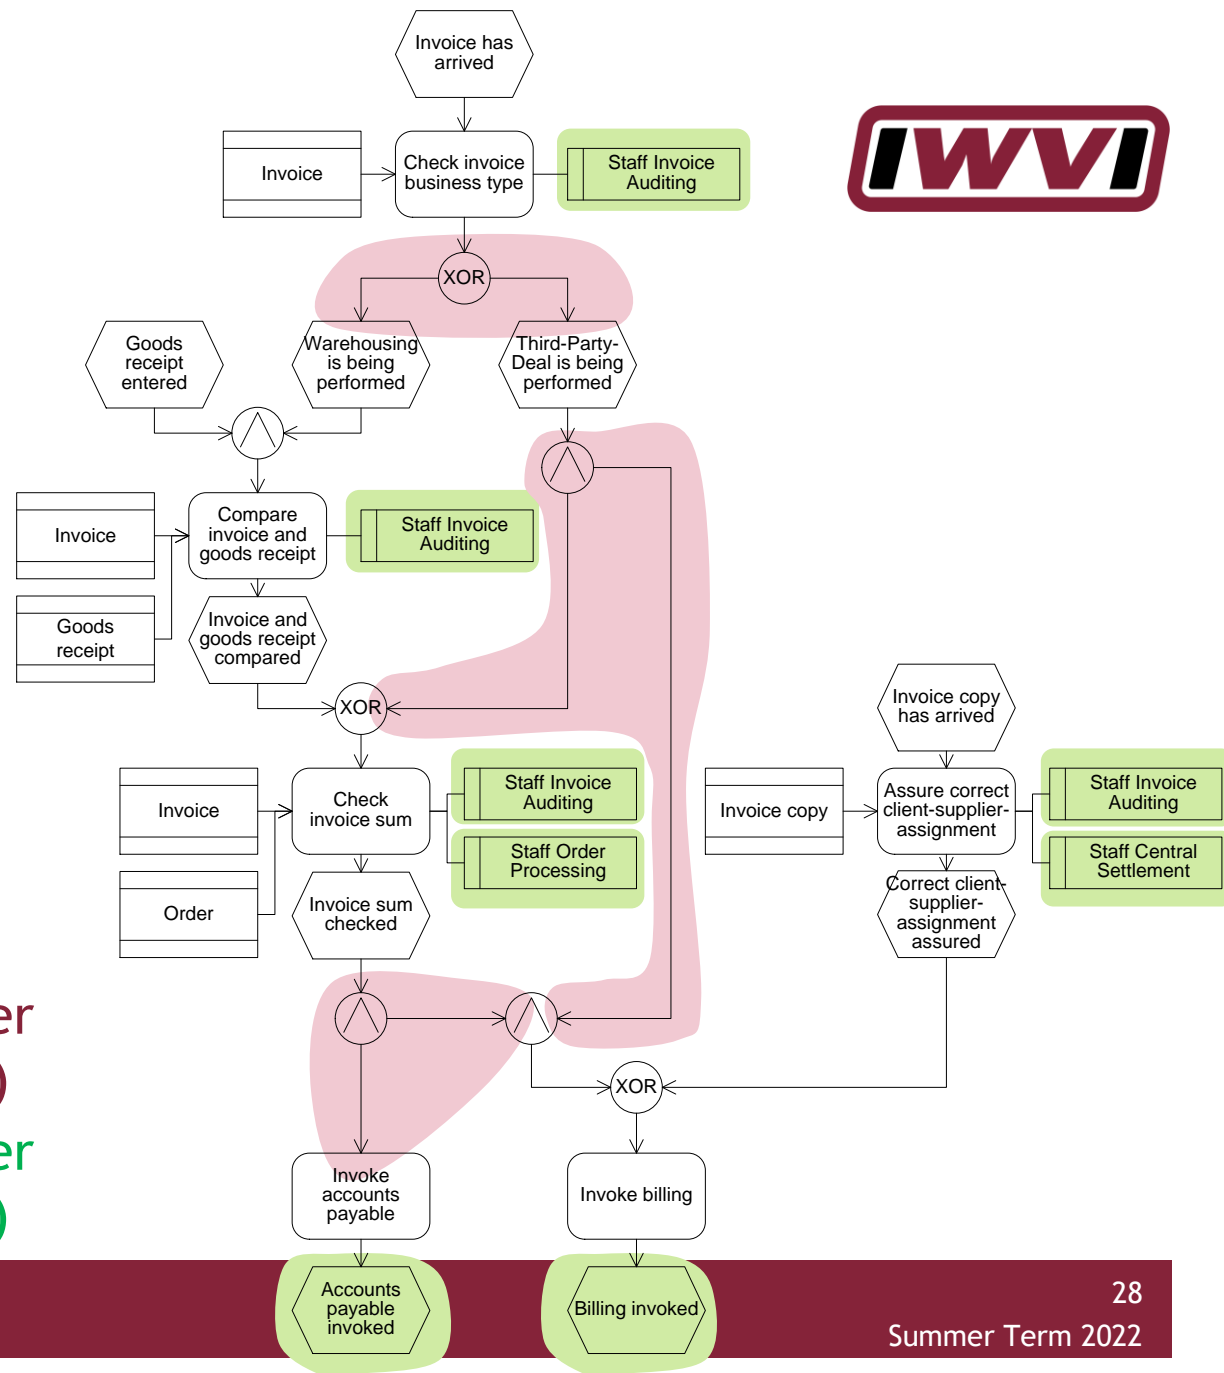 Invoice has
arrived
Invoice
Check invoice
business type
Staff Invoice
Auditing
IWVI
XOR
Goods
receipt
entered
Warehousing
is being
performed
Third-Party-
Deal is being
performed
Invoice
Compare
invoice and
goods receipt
Staff Invoice
Auditing
Goods
receipt
Invoice and
goods receipt
compared
XOR
Invoice copy
has arrived
Invoice
Check
invoice sum
Staff Invoice
Auditing
Staff Order
Processing
Order
Invoice sum
checked
Invoice copy
Assure correct
client-supplier-
assignment
Staff Invoice
Auditing
Staff Central
Settlement
Correct client-
supplier-
assignment
assured
er
)
er
)
XOR
Invoke
accounts
payable
Invoke billing
Accounts
payable
invoked
Billing invoked
28
Summer Term 2022